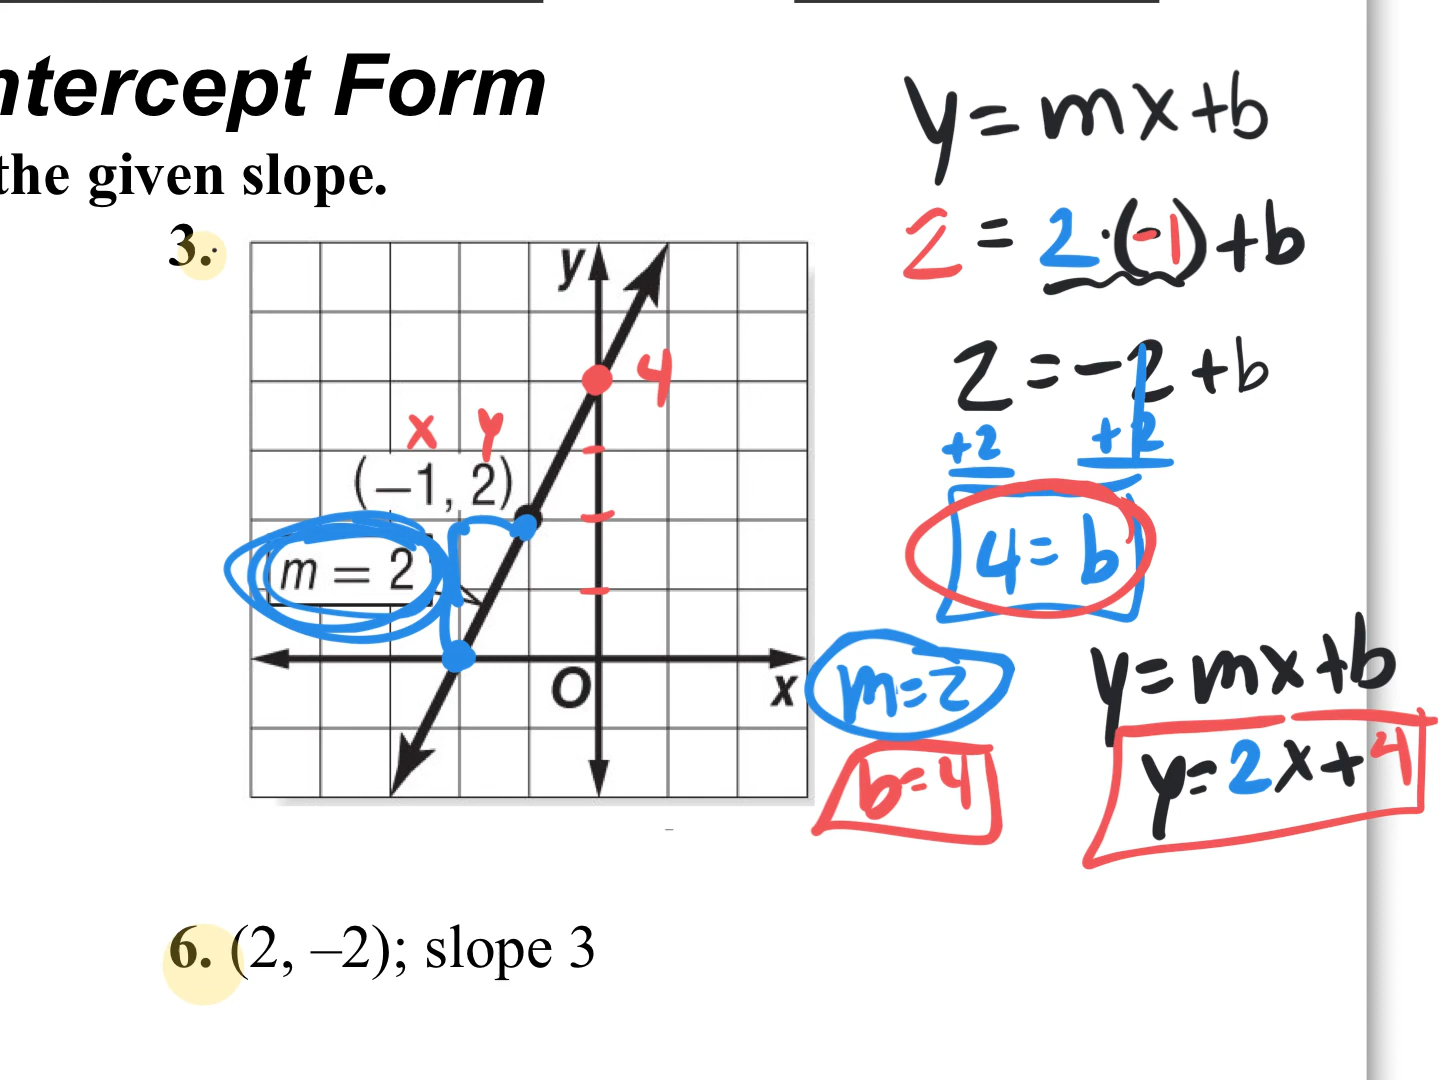 ntercept Form
the given slope.
3.
y
4
x y
(−1, 2)
m = 2
O
x
y = mx + b
2 = 2 · (-1) + b
2 = -2 + b
+2 +2
4 = b
m = 2
b = 4
y = mx + b
y = 2x + 4
6. (2, –2); slope 3